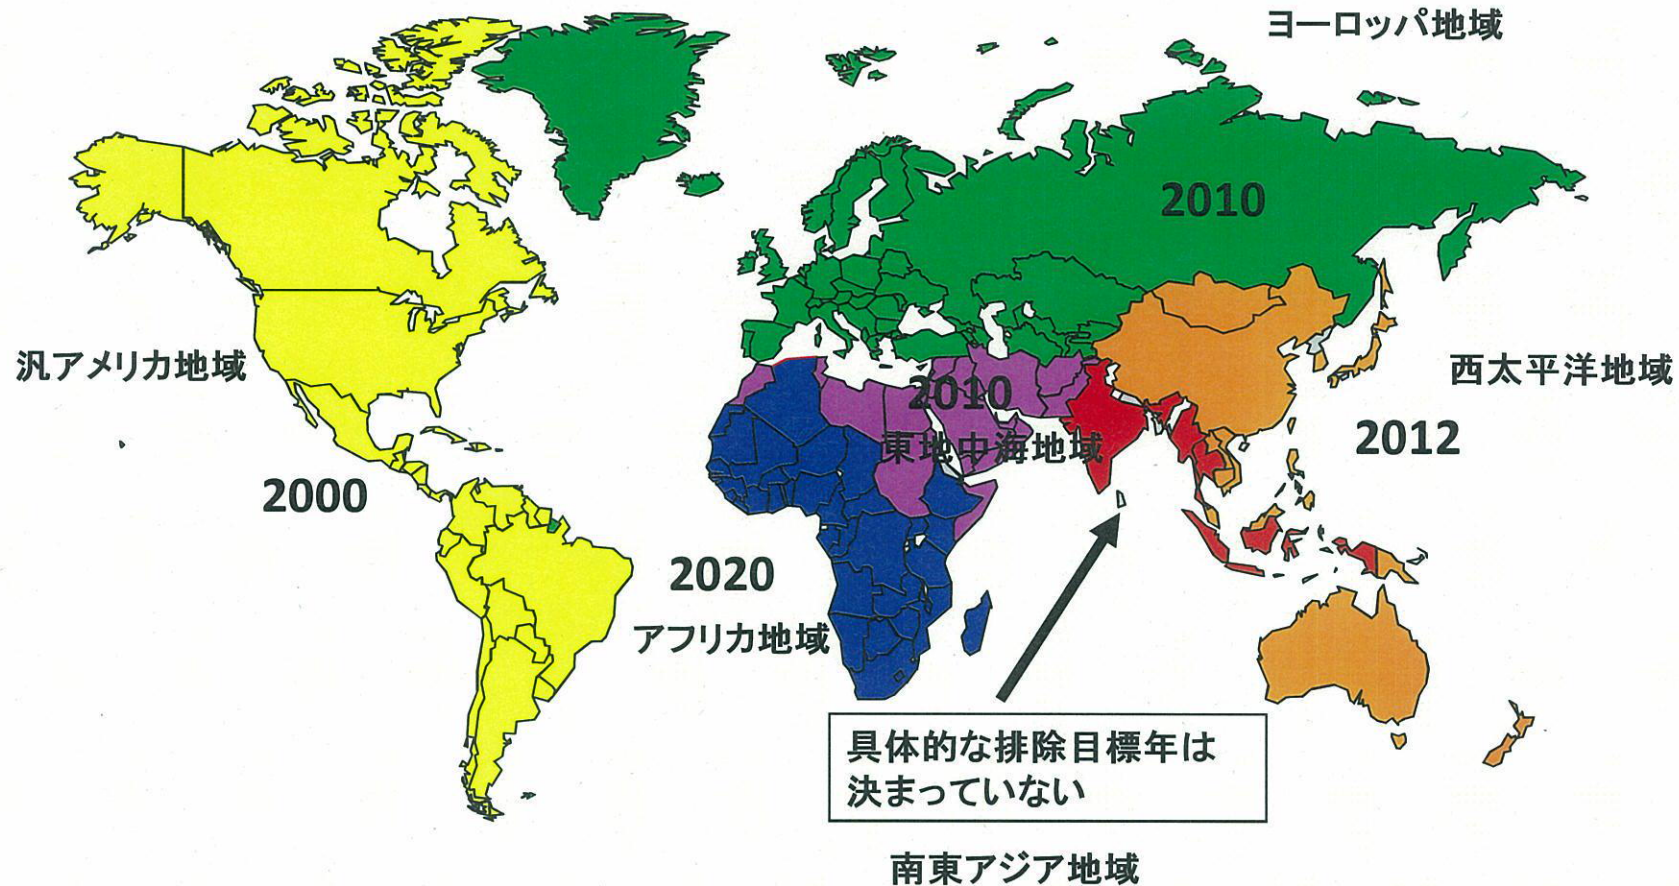 ヨーロッパ地域
2010
汎アメリカ地域
西太平洋地域
2010
東地中海地域
2012
2000
2020
アフリカ地域
具体的な排除目標年は
決まっていない
南東アジア地域